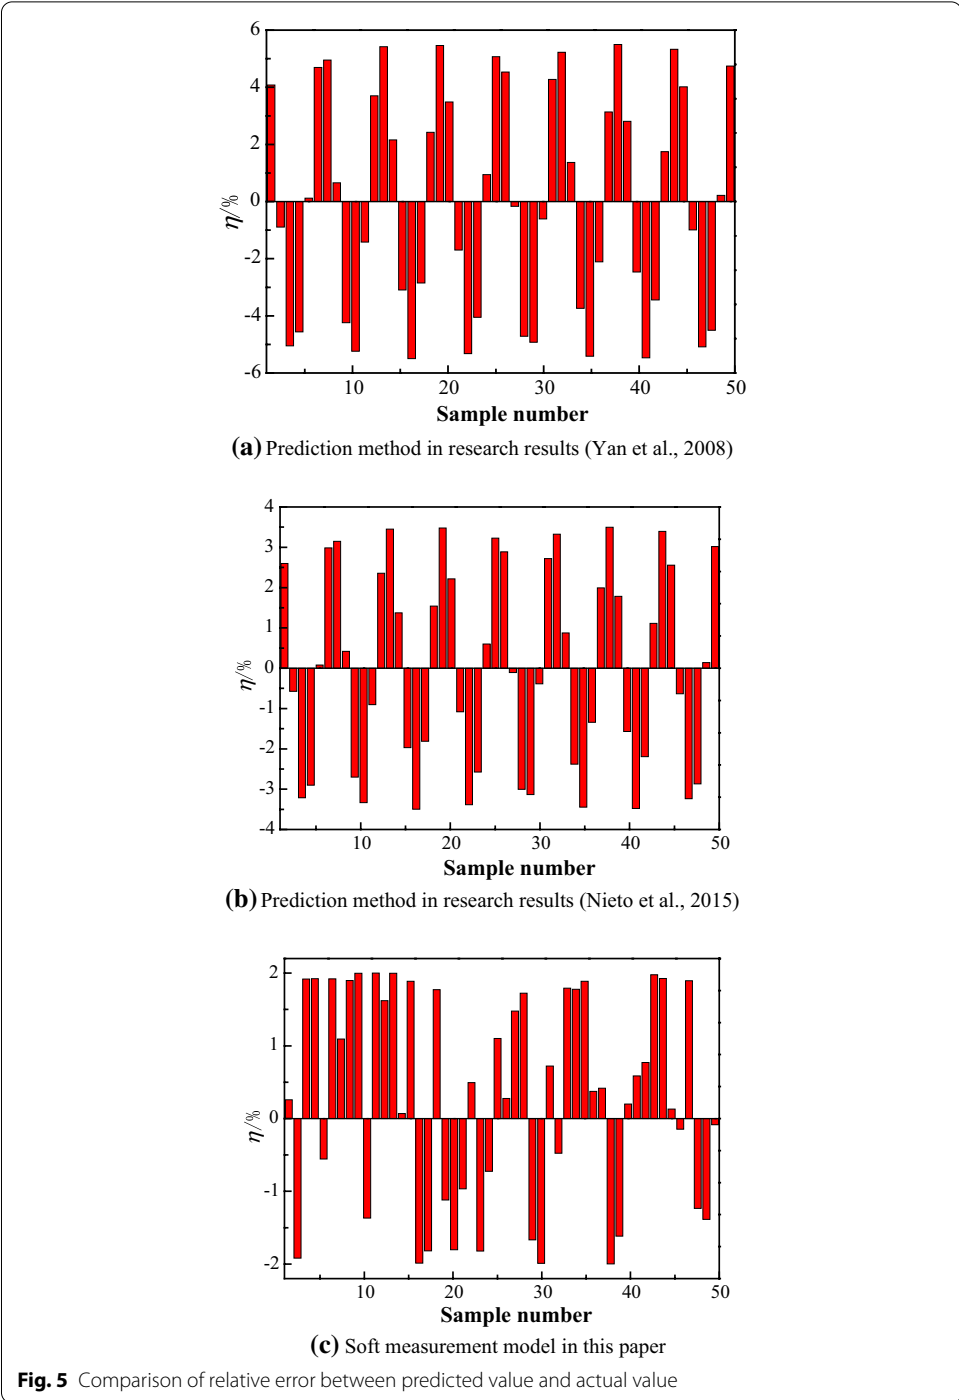 6
4
2
0
-2
-4
-6
η/%
10 20 30 40 50
Sample number
(a) Prediction method in research results (Yan et al., 2008)
4
3
2
1
0
-1
-2
-3
-4
η/%
10 20 30 40 50
Sample number
(b) Prediction method in research results (Nieto et al., 2015)
2
1
0
-1
-2
η/%
10 20 30 40 50
Sample number
(c) Soft measurement model in this paper
Fig. 5 Comparison of relative error between predicted value and actual value